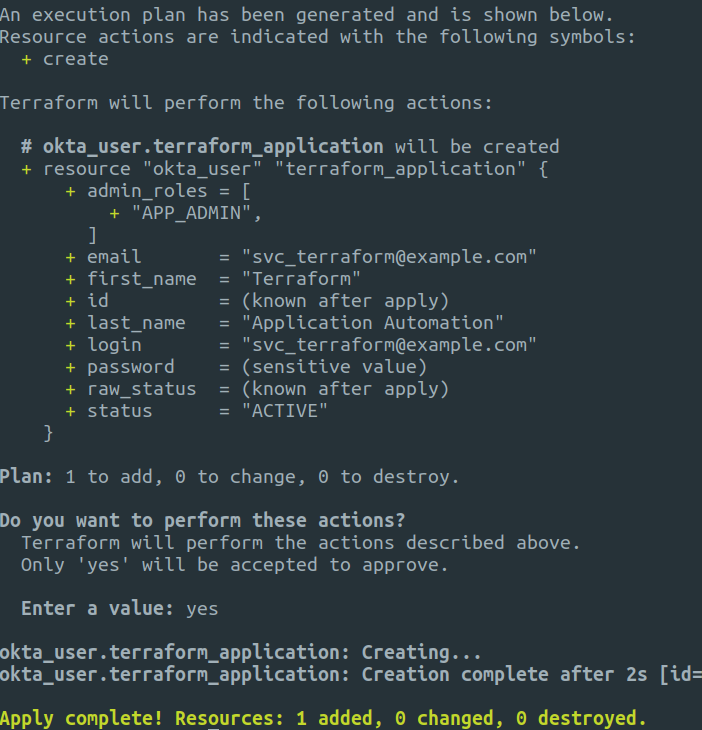 An execution plan has been generated and is shown below.
Resource actions are indicated with the following symbols:
  + create

Terraform will perform the following actions:

  # okta_user.terraform_application will be created
  + resource "okta_user" "terraform_application" {
      + admin_roles = [
          + "APP_ADMIN",
        ]
      + email       = "svc_terraform@example.com"
      + first_name  = "Terraform"
      + id          = (known after apply)
      + last_name   = "Application Automation"
      + login       = "svc_terraform@example.com"
      + password    = (sensitive value)
      + raw_status  = (known after apply)
      + status      = "ACTIVE"
    }

Plan: 1 to add, 0 to change, 0 to destroy.

Do you want to perform these actions?
  Terraform will perform the actions described above.
  Only 'yes' will be accepted to approve.

  Enter a value: yes

okta_user.terraform_application: Creating...
okta_user.terraform_application: Creation complete after 2s [id=

Apply complete! Resources: 1 added, 0 changed, 0 destroyed.